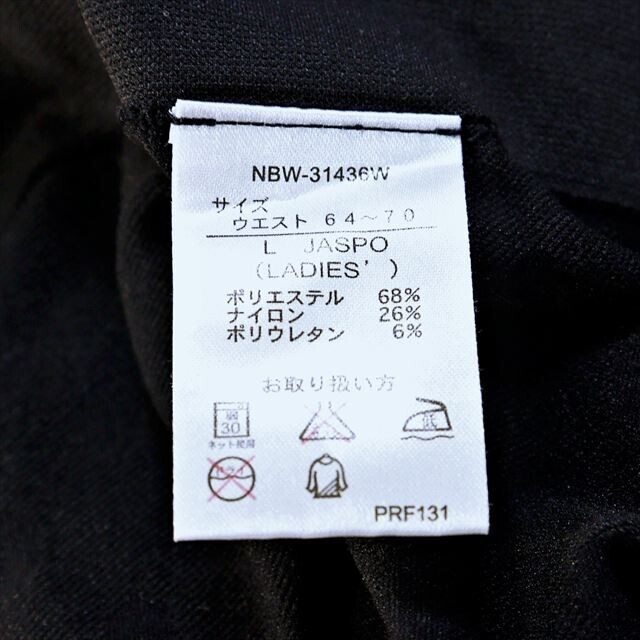 NBW-31436W
サイズ
ウエスト 64～70
L JASPO
(LADIES')
ポリエステル 68%
ナイロン 26%
ポリウレタン 6%
お取り扱い方
30
ネット使用
PRF131